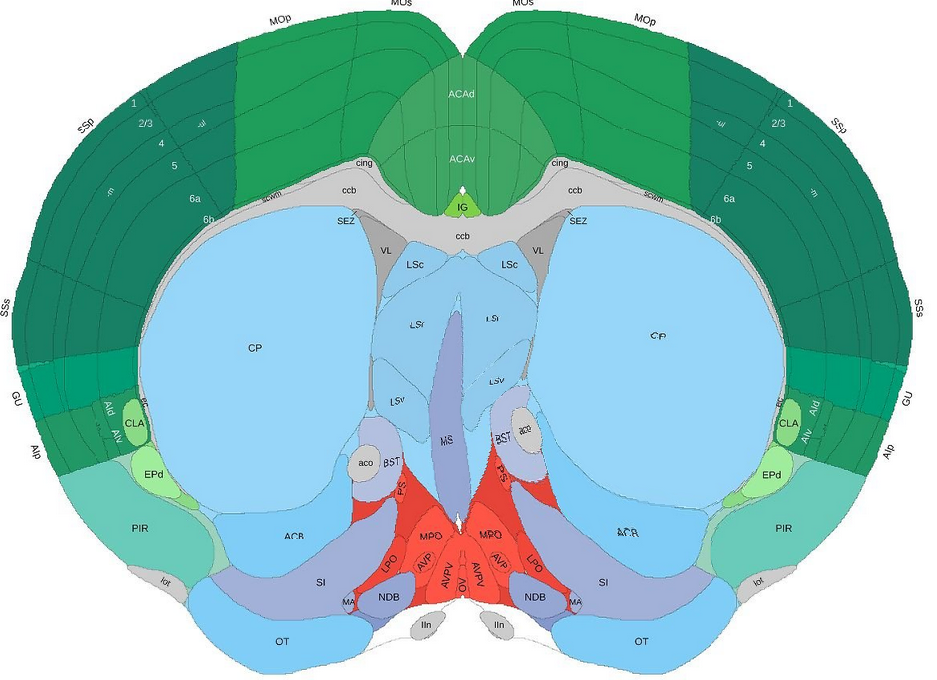 MOs MOs
MOp MOp
ACAd
1 1
SSp 2/3 -ul -ul 2/3 SSp
4 4
ACAv
5 cing cing 5
-m ccb ccb -m
6a scwm scwm 6a
IG
6b SEZ SEZ 6b
ccb
VL VL
LSc LSc
SSs SSs
LSr LSr
CP CP
LSv LSv
GU ec ec GU
AId AId
CLA CLA
AIv AIv
aco
BST
AIp MS AIp
aco BST
EPd PS PS EPd
PIR PIR
ACB ACB
MPO MPO
LPO AVP AVP LPO
AVPV AVPV
lot SI OV SI lot
MA NDB NDB MA
IIn IIn
OT OT